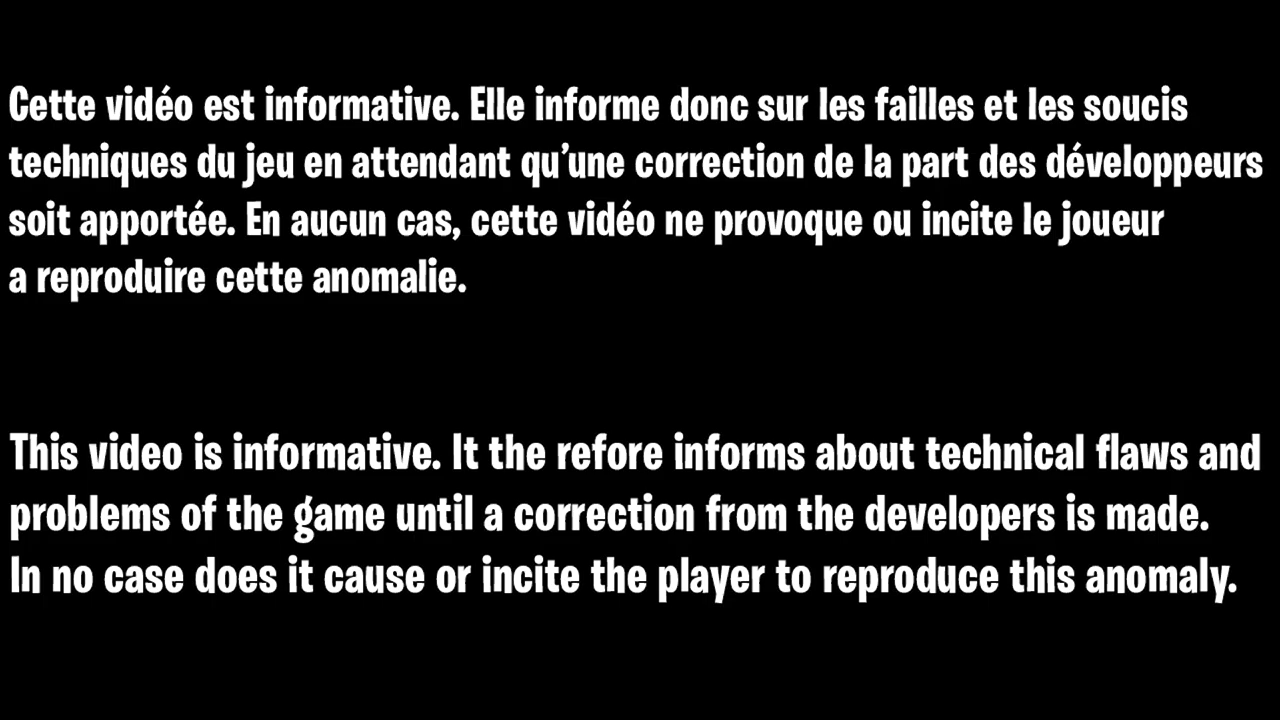 Cette vidéo est informative. Elle informe donc sur les failles et les soucis
techniques du jeu en attendant qu’une correction de la part des développeurs
soit apportée. En aucun cas, cette vidéo ne provoque ou incite le joueur
a reproduire cette anomalie.
This video is informative. It the refore informs about technical flaws and
problems of the game until a correction from the developers is made.
In no case does it cause or incite the player to reproduce this anomaly.